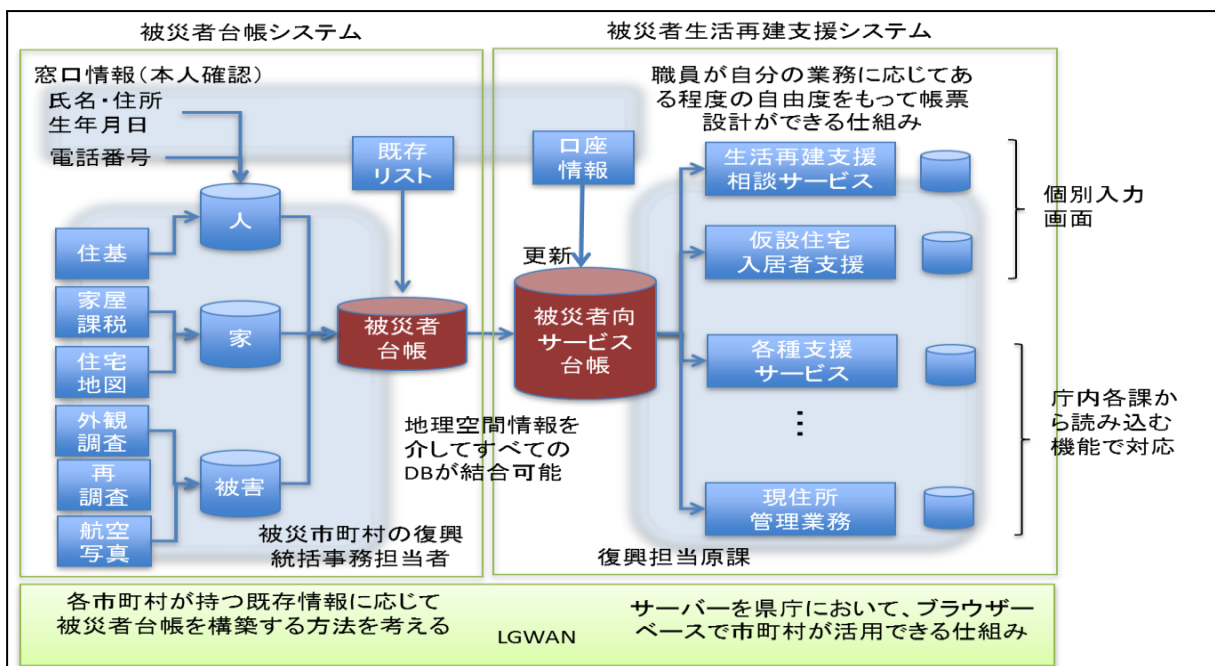 被災者台帳システム
窓口情報(本人確認)
氏名・住所
生年月日
電話番号
既存
リスト
人
住基
家屋
課税
住宅
地図
家
被災者
台帳
外観
調査
再
調査
航空
写真
被害
被災市町村の復興
統括事務担当者
地理空間情報を
介してすべての
DBが結合可能
被災者生活再建支援システム
職員が自分の業務に応じてあ
る程度の自由度をもって帳票
設計ができる仕組み
口座
情報
更新
被災者向
サービス
台帳
生活再建支援
相談サービス
仮設住宅
入居者支援
個別入力
画面
各種支援
サービス
⋮
現住所
管理業務
庁内各課か
ら読み込む
機能で対応
復興担当原課
各市町村が持つ既存情報に応じて
被災者台帳を構築する方法を考える
LGWAN
サーバーを県庁において、ブラウザー
ベースで市町村が活用できる仕組み